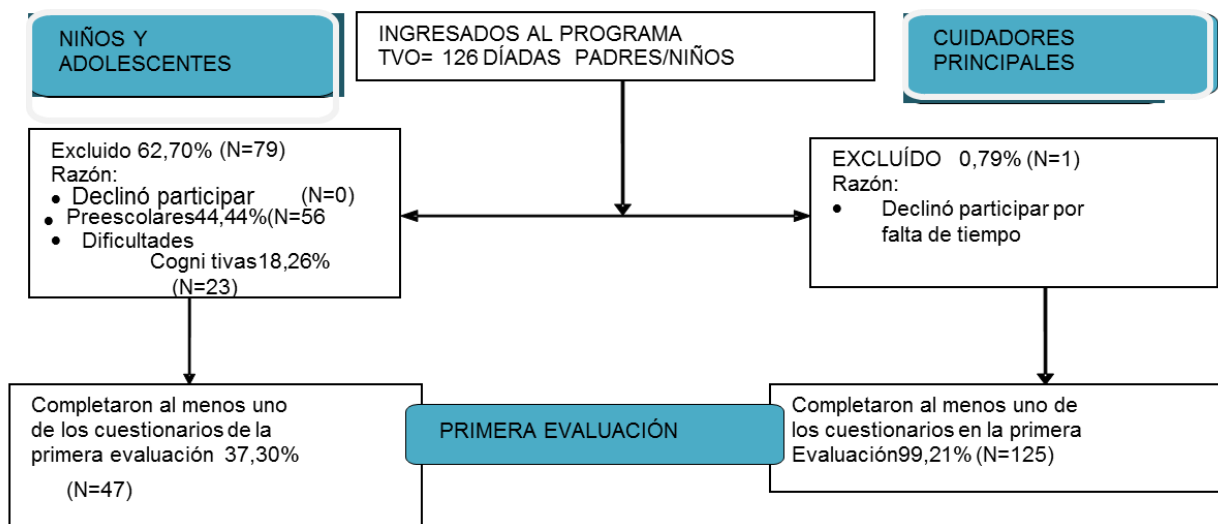 NIÑOS Y
ADOLESCENTES
INGRESADOS AL PROGRAMA
TVO= 126 DÍADAS PADRES/NIÑOS
CUIDADORES
PRINCIPALES
Excluido 62,70% (N=79)
Razón:
• Declinó participar (N=0)
• Preescolares44,44%(N=56
• Dificultades
Cogni tivas18,26%
(N=23)
EXCLUÍDO 0,79% (N=1)
Razón:
• Declinó participar por
falta de tiempo
Completaron al menos uno
de los cuestionarios de la
primera evaluación 37,30%
(N=47)
PRIMERA EVALUACIÓN
Completaron al menos uno de
los cuestionarios en la primera
Evaluación99,21% (N=125)